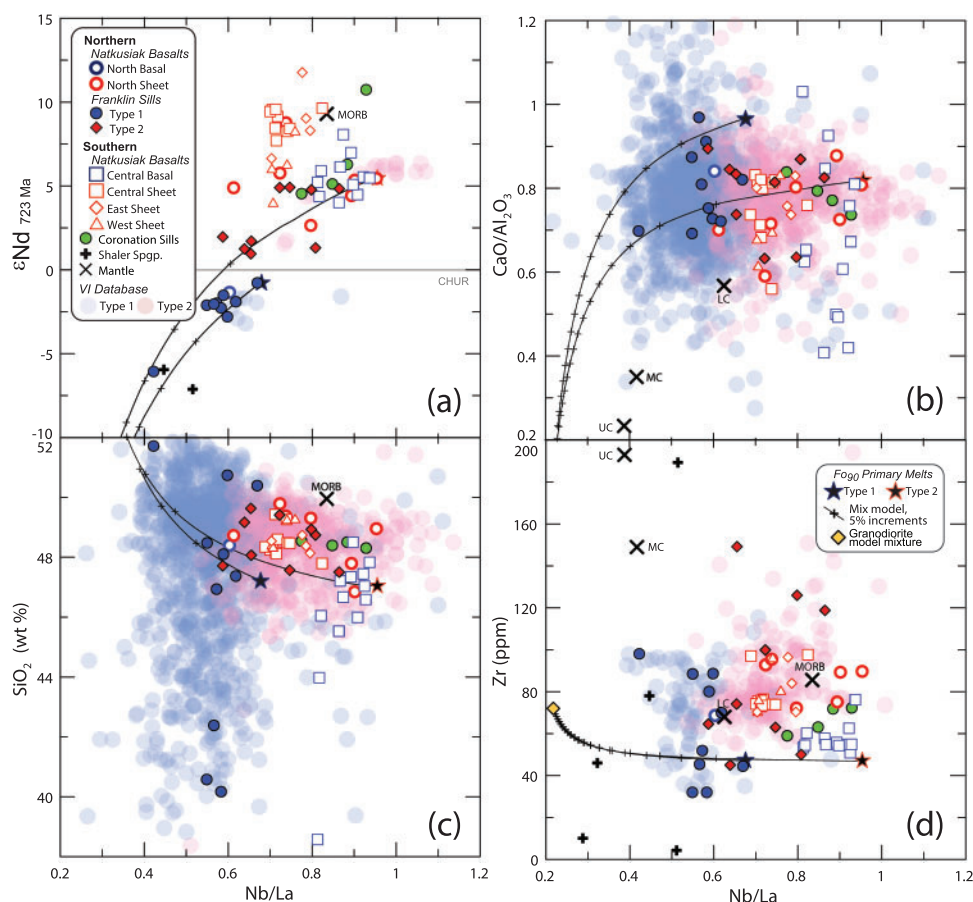 15
10
5
0
-5
-10
εNd 723 Ma
Northern
Natkusiak Basalts
North Basal
North Sheet
Franklin Sills
Type 1
Type 2
Southern
Natkusiak Basalts
Central Basal
Central Sheet
East Sheet
West Sheet
Coronation Sills
Shaler Spgp.
Mantle
VI Database
Type 1 Type 2
MORB
CHUR
(a)
1.2
1
0.8
0.6
0.4
0.2
CaO/Al2O3
LC
MC
UC
(b)
52
48
44
40
SiO2 (wt %)
MORB
(c)
0.2 0.4 0.6 0.8 1 1.2
Nb/La
200
160
120
80
40
0
Zr (ppm)
UC
MC
LC
MORB
Fo90 Primary Melts
Type 1 Type 2
Mix model,
5% increments
Granodiorite
model mixture
(d)
0.2 0.4 0.6 0.8 1 1.2
Nb/La